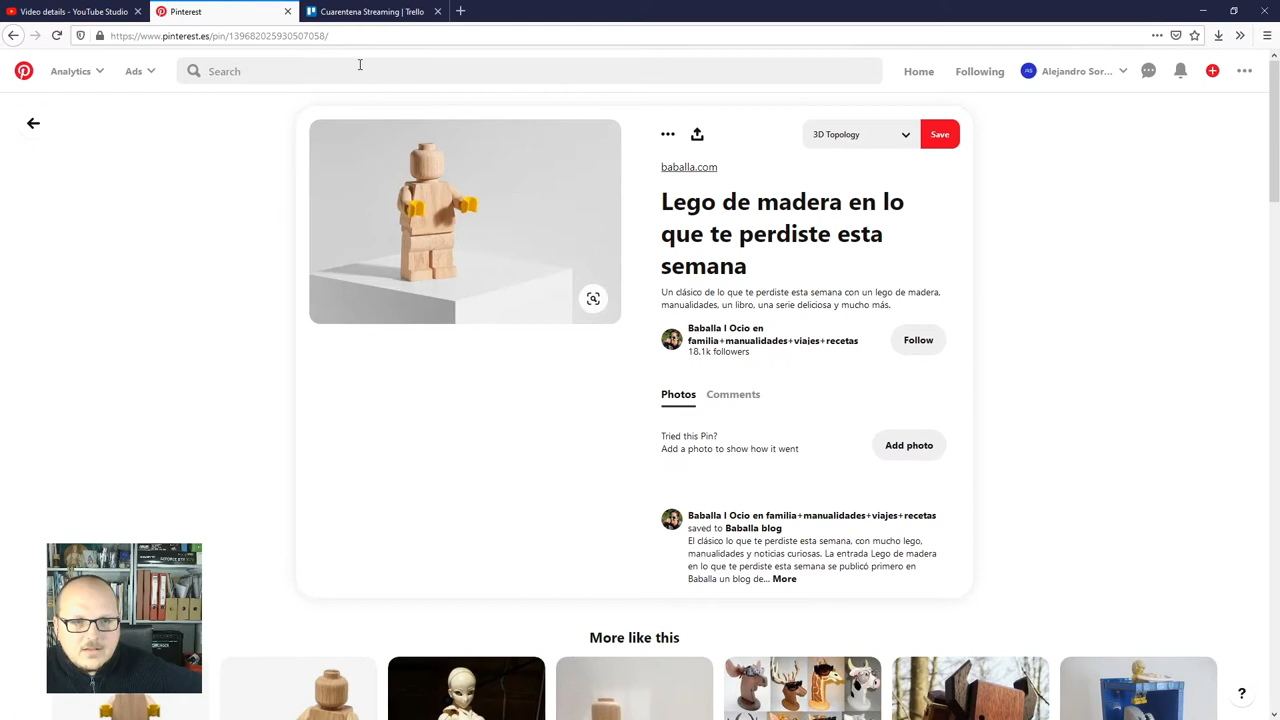 Video details - YouTube Studio
Pinterest
Cuarentena Streaming | Trello
https://www.pinterest.es/pin/139682025930507058/
Analytics
Ads
Search
Home
Following
Alejandro Sor...
3D Topology
Save
baballa.com
Lego de madera en lo
que te perdiste esta
semana
Un clásico de lo que te perdiste esta semana con un lego de madera,
manualidades, un libro, una serie deliciosa y mucho más.
Baballa | Ocio en
familia+manualidades+viajes+recetas
18.1k followers
Follow
Photos
Comments
Tried this Pin?
Add a photo to show how it went
Add photo
Baballa | Ocio en familia+manualidades+viajes+recetas
saved to Baballa blog
El clásico lo que te perdiste esta semana, con mucho lego,
manualidades y noticias curiosas. La entrada Lego de madera
en lo que te perdiste esta semana se publicó primero en
Baballa un blog de... More
More like this
?